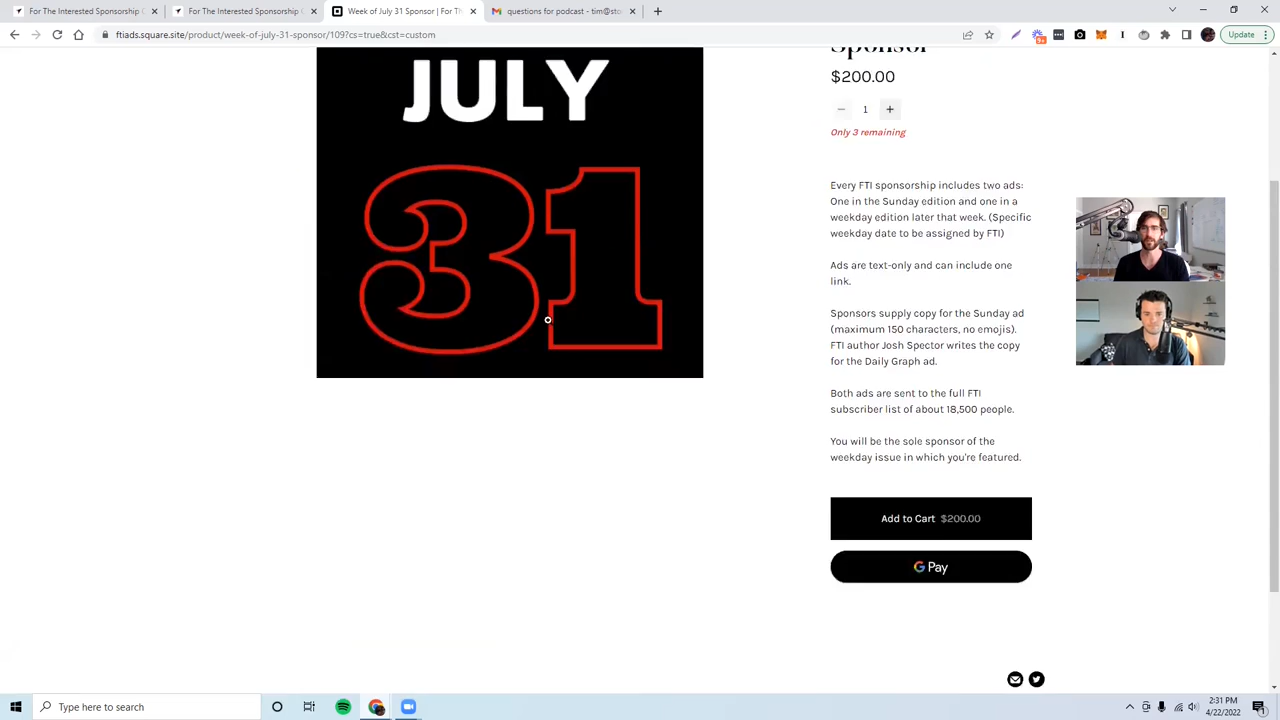 For The Interested Sponsorship C
For The Interested Sponsorship C
Week of July 31 Sponsor | For Th
questions for podcast - tim@sto
ftiads.square.site/product/week-of-july-31-sponsor/109?cs=true&cst=custom
9+
Update
JULY
31
Sponsor
$200.00
1
Only 3 remaining
Every FTI sponsorship includes two ads:
One in the Sunday edition and one in a
weekday edition later that week. (Specific
weekday date to be assigned by FTI)
Ads are text-only and can include one
link.
Sponsors supply copy for the Sunday ad
(maximum 150 characters, no emojis).
FTI author Josh Spector writes the copy
for the Daily Graph ad.
Both ads are sent to the full FTI
subscriber list of about 18,500 people.
You will be the sole sponsor of the
weekday issue in which you're featured.
Add to Cart $200.00
G Pay
Type here to search
2:31 PM
4/22/2022